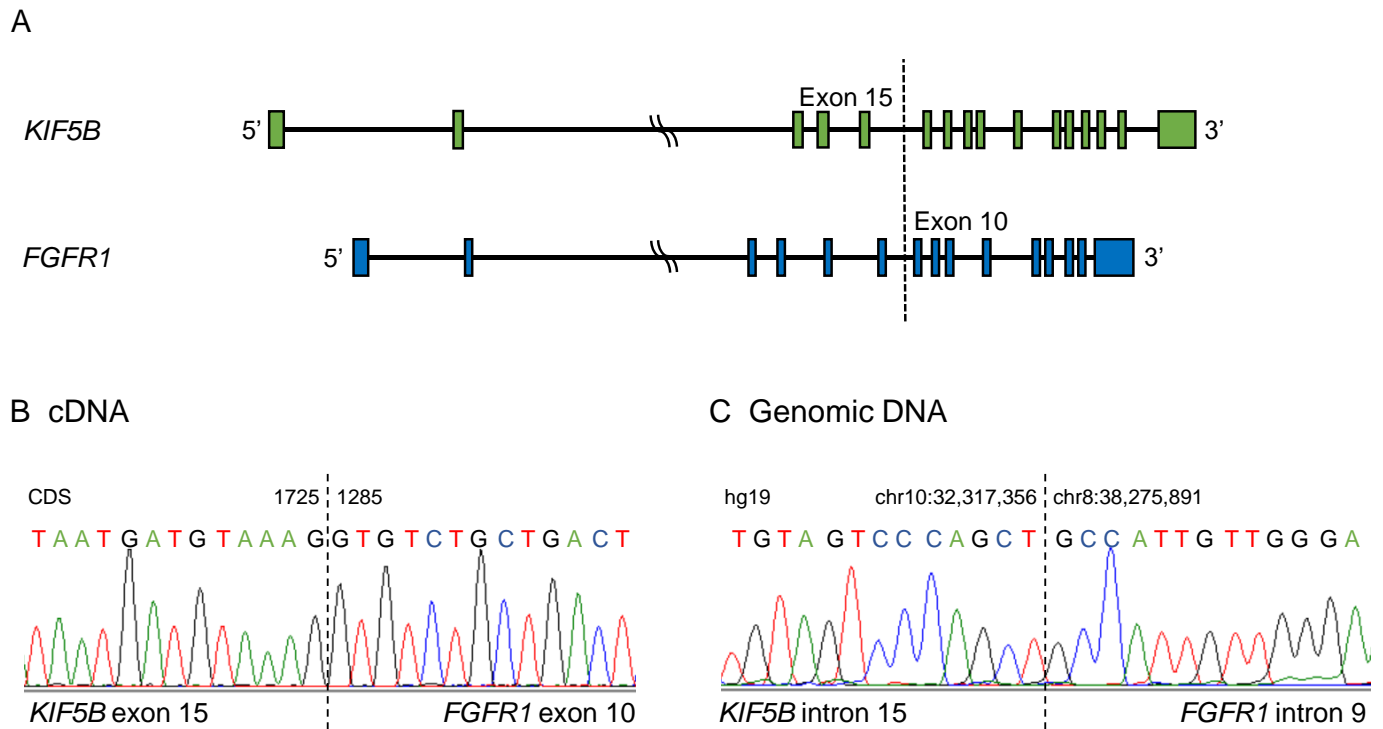 A
Exon 15
KIF5B 5’ 3’
Exon 10
FGFR1 5’ 3’
B cDNA
CDS 1725 1285
TAATGATGTAAAGGTGTCTGCTGACT
KIF5B exon 15 FGFR1 exon 10
C Genomic DNA
hg19 chr10:32,317,356 chr8:38,275,891
TGTAGTCCCAGCTGCCATTGTTGGGA
KIF5B intron 15 FGFR1 intron 9